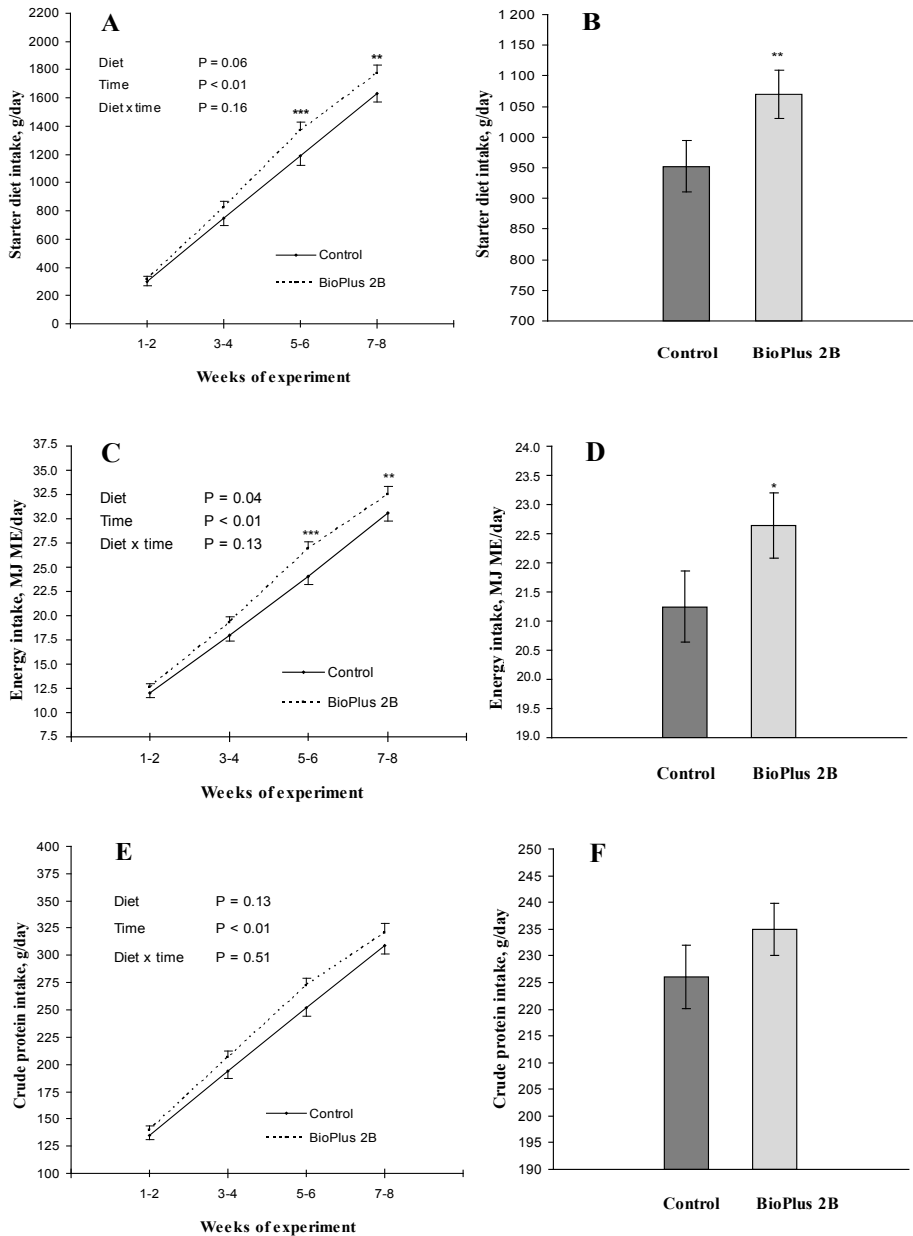 A
Starter diet intake, g/day
2200
2000
1800
1600
1400
1200
1000
800
600
400
200
0
Diet P = 0.06
Time P < 0.01
Diet x time P = 0.16
***
**
Control
BioPlus 2B
1-2 3-4 5-6 7-8
Weeks of experiment
B
Starter diet intake, g/day
1 150
1 100
1 050
1 000
950
900
850
800
750
700
**
Control BioPlus 2B
C
Energy intake, MJ ME/day
37.5
35.0
32.5
32.0
27.5
25.0
22.5
20.0
17.5
15.0
12.5
10.0
7.5
Diet P = 0.04
Time P < 0.01
Diet x time P = 0.13
***
**
Control
BioPlus 2B
1-2 3-4 5-6 7-8
Weeks of experiment
D
Energy intake, MJ ME/day
24.0
23.5
23.0
22.5
22.0
21.5
21.0
20.5
20.0
19.5
19.0
*
Control BioPlus 2B
E
Crude protein intake, g/day
400
375
350
325
300
275
250
225
200
175
150
125
100
Diet P = 0.13
Time P < 0.01
Diet x time P = 0.51
Control
BioPlus 2B
1-2 3-4 5-6 7-8
Weeks of experiment
F
Crude protein intake, g/day
250
245
240
235
230
225
220
215
210
205
200
195
190
Control BioPlus 2B